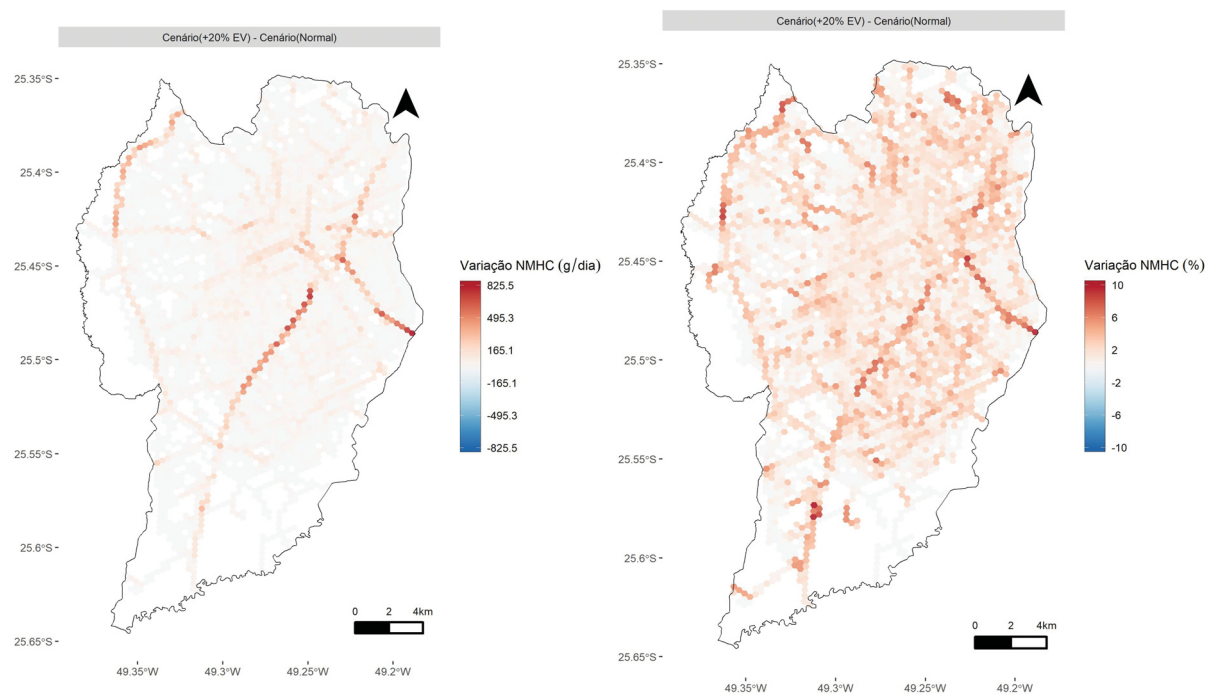 Cenário(+20% EV) - Cenário(Normal)
25.35°S
25.4°S
25.45°S
25.5°S
25.55°S
25.6°S
25.65°S
49.35°W
49.3°W
49.25°W
49.2°W
0 2 4km
Variação NMHC (g/dia)
825.5
495.3
165.1
-165.1
-495.3
-825.5
Cenário(+20% EV) - Cenário(Normal)
25.35°S
25.4°S
25.45°S
25.5°S
25.55°S
25.6°S
25.65°S
49.35°W
49.3°W
49.25°W
49.2°W
0 2 4km
Variação NMHC (%)
10
6
2
-2
-6
-10